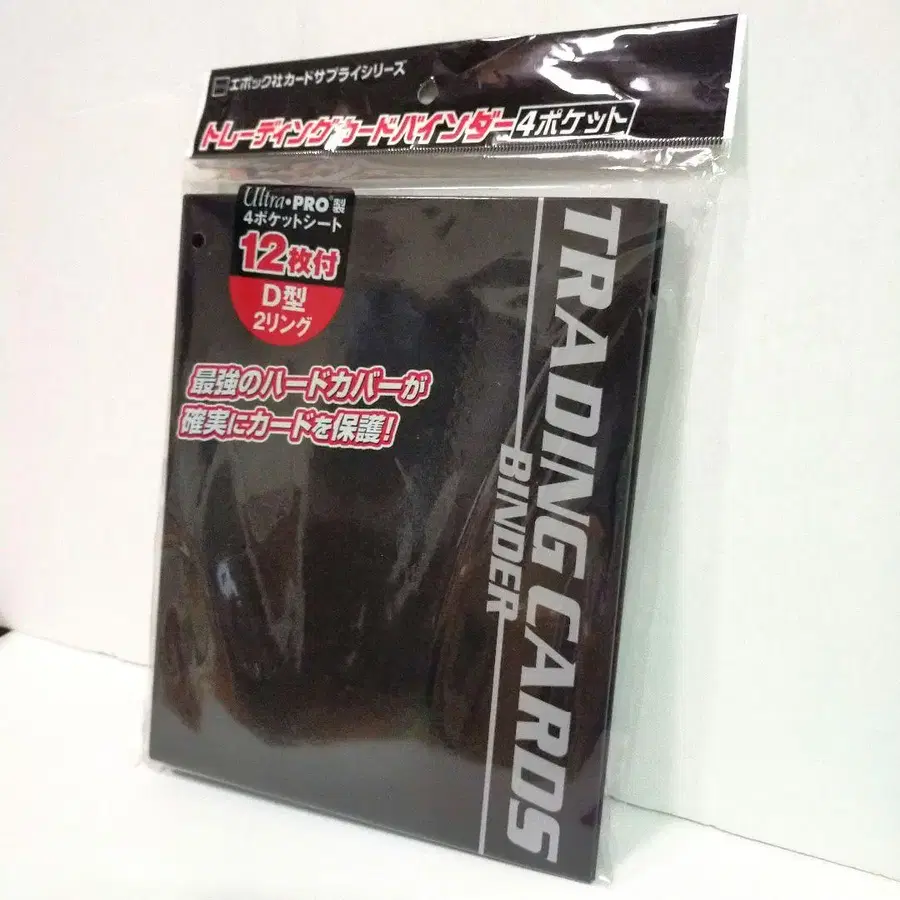 エポック社カードサプライシリーズ
トレーディングカードバインダー 4ポケット
Ultra・PRO®製
4ポケットシート
12枚付
D型
2リング
最強のハードカバーが
確実にカードを保護!
TRADING CARDS
BINDER